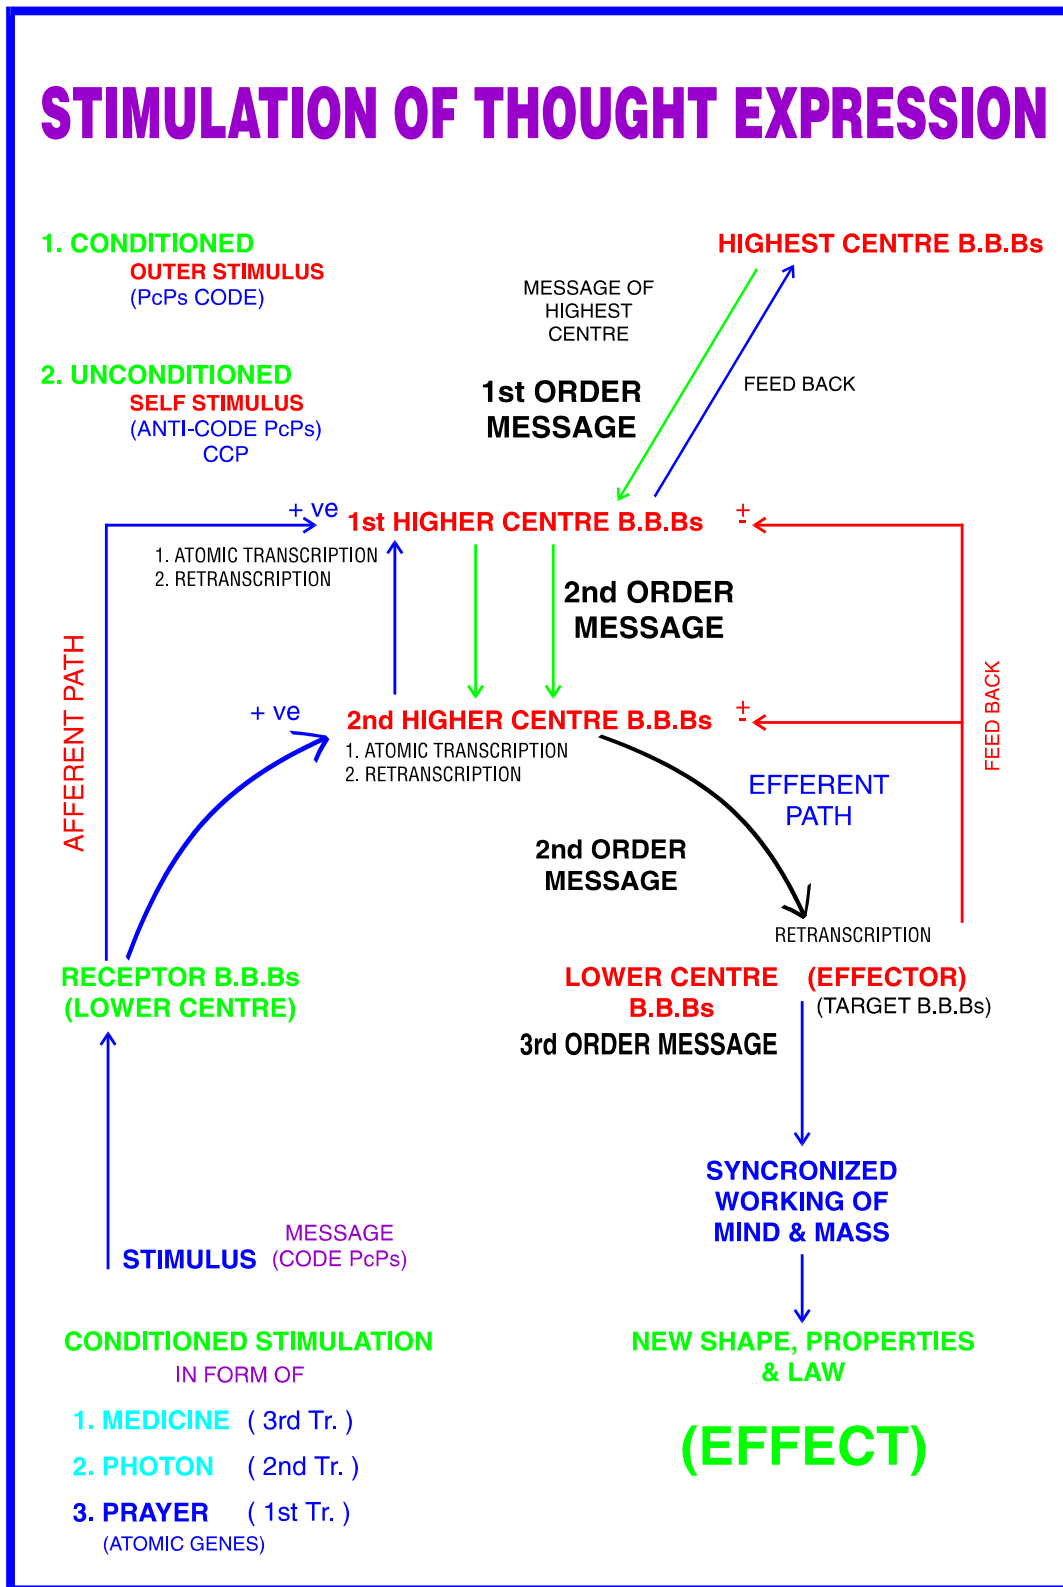 STIMULATION OF THOUGHT EXPRESSION
1. CONDITIONED
OUTER STIMULUS
(PcPs CODE)
2. UNCONDITIONED
SELF STIMULUS
(ANTI-CODE PcPs)
CCP
HIGHEST CENTRE B.B.Bs
MESSAGE OF
HIGHEST
CENTRE
1st ORDER
MESSAGE
FEED BACK
+ ve
1st HIGHER CENTRE B.B.Bs
±
1. ATOMIC TRANSCRIPTION
2. RETRANSCRIPTION
2nd ORDER
MESSAGE
AFFERENT PATH
FEED BACK
+ ve
2nd HIGHER CENTRE B.B.Bs
±
1. ATOMIC TRANSCRIPTION
2. RETRANSCRIPTION
EFFERENT
PATH
2nd ORDER
MESSAGE
RETRANSCRIPTION
RECEPTOR B.B.Bs
(LOWER CENTRE)
LOWER CENTRE (EFFECTOR)
B.B.Bs (TARGET B.B.Bs)
3rd ORDER MESSAGE
SYNCRONIZED
WORKING OF
MIND & MASS
STIMULUS
MESSAGE
(CODE PcPs)
CONDITIONED STIMULATION
IN FORM OF
1. MEDICINE ( 3rd Tr. )
2. PHOTON ( 2nd Tr. )
3. PRAYER ( 1st Tr. )
(ATOMIC GENES)
NEW SHAPE, PROPERTIES
& LAW
(EFFECT)